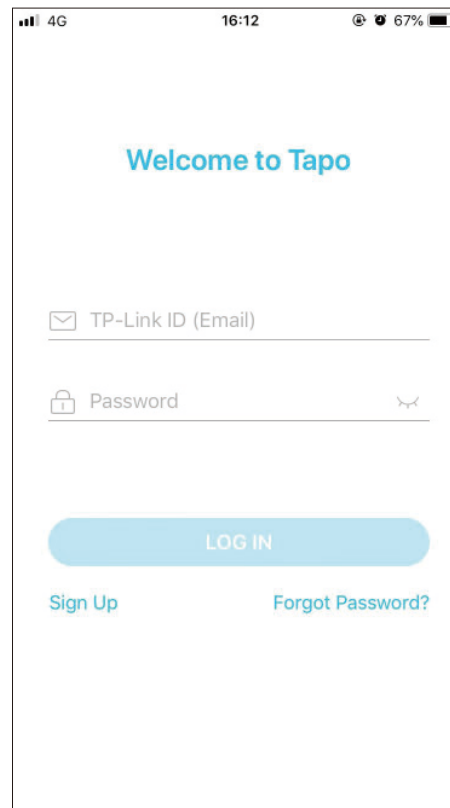 4G 16:12 67%
Welcome to Tapo
TP-Link ID (Email)
Password
LOG IN
Sign Up Forgot Password?